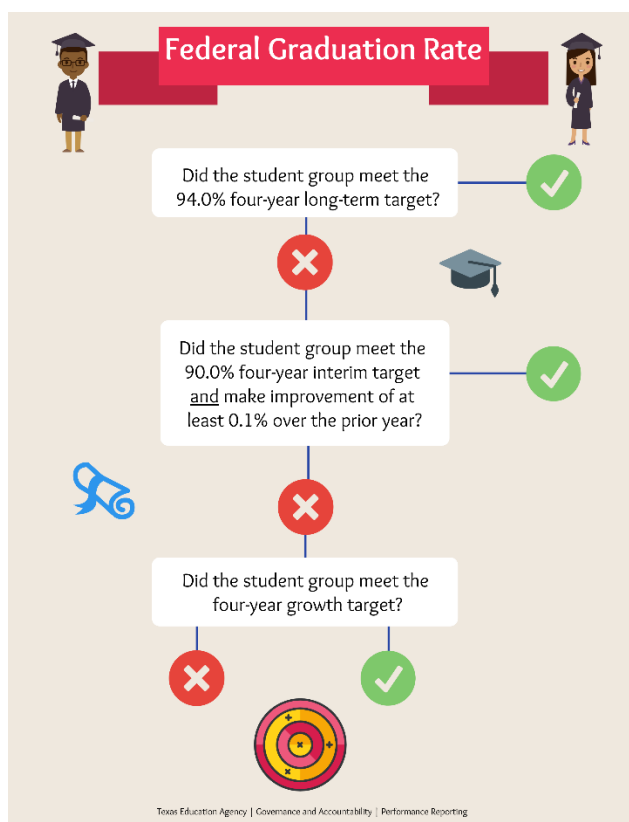 Federal Graduation Rate
Did the student group meet the
94.0% four-year long-term target?
Did the student group meet the
90.0% four-year interim target
and make improvement of at
least 0.1% over the prior year?
Did the student group meet the
four-year growth target?
Texas Education Agency | Governance and Accountability | Performance Reporting